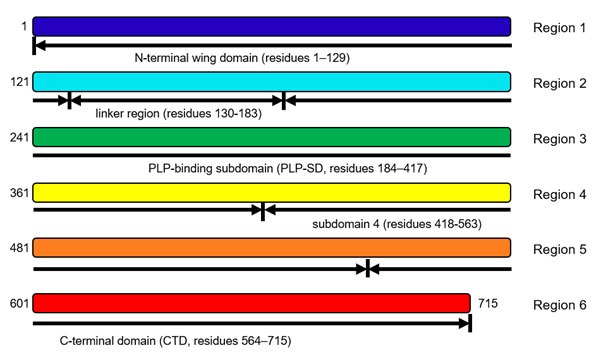 1 Region 1
N-terminal wing domain (residues 1–129)
121 Region 2
linker region (residues 130-183)
241 Region 3
PLP-binding subdomain (PLP-SD, residues 184–417)
361 Region 4
subdomain 4 (residues 418-563)
481 Region 5
601 715 Region 6
C-terminal domain (CTD, residues 564–715)